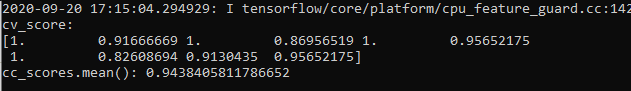 2020-09-20 17:15:04.294929: I tensorflow/core/platform/cpu_feature_guard.cc:142
cv_score:
[1.         0.91666669 1.         0.86956519 1.         0.95652175
 1.         0.82608694 0.9130435  0.95652175]
cc_scores.mean(): 0.9438405811786652